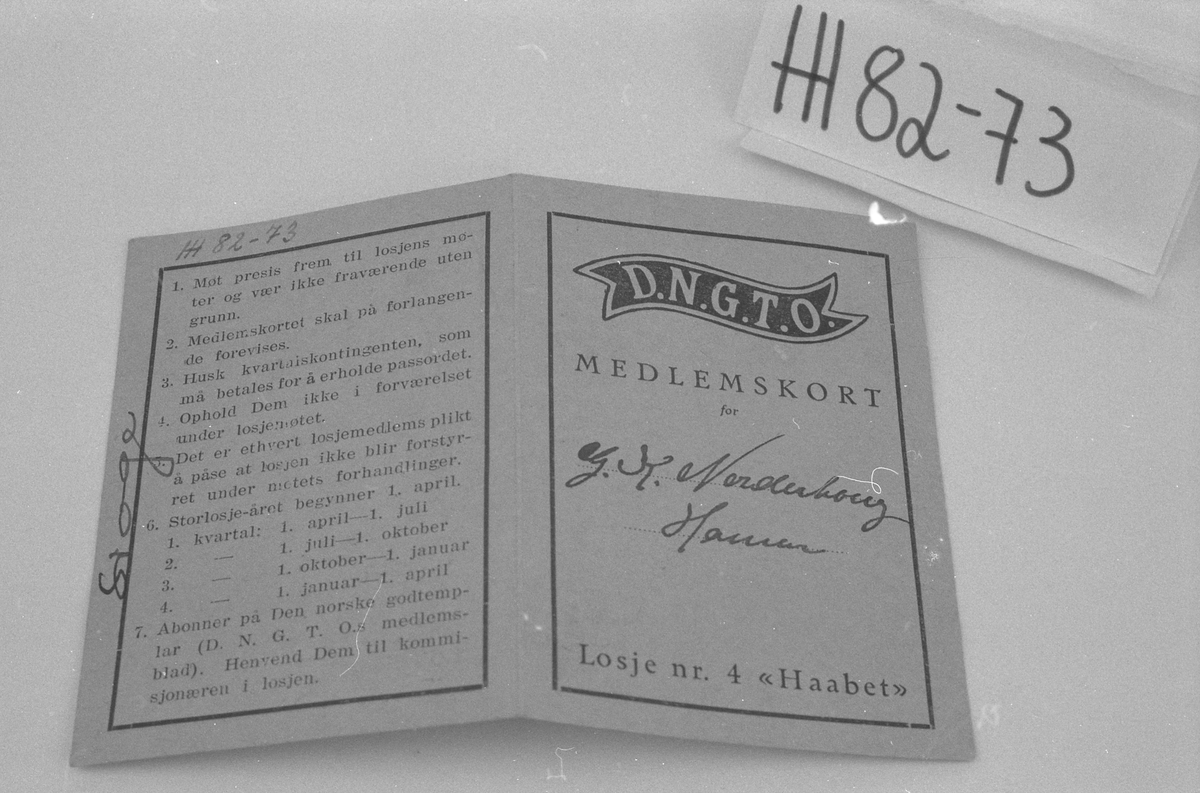 HH 82-73
HH 82-73
1. Møt presis frem til losjens mø-
ter og vær ikke fraværende uten
grunn.
2. Medlemskortet skal på forlangen-
de forevises.
3. Husk kvartalskontingenten, som
må betales for å erholde passordet.
4. Ophold Dem ikke i forværelset
under losjemøtet.
Det er ethvert losjemedlems plikt
å påse at losjen ikke blir forstyr-
ret under møtets forhandlinger.
6. Storlosje-året begynner 1. april.
1. kvartal: 1. april—1. juli
2. — 1. juli—1. oktober
3. — 1. oktober—1. januar
4. — 1. januar—1. april
7. Abonner på Den norske godtemp-
lar (D. N. G. T. O.s medlems-
blad). Henvend Dem til kommi-
sjonæren i losjen.
D.N.G.T.O.
MEDLEMSKORT
for
G. K. Norderhoug
Hamar
Losje nr. 4 «Haabet»